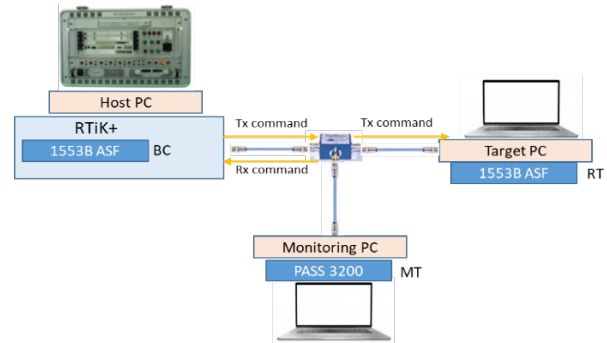 Host PC
RTiK+
1553B ASF
BC
Tx command
Tx command
Rx command
Target PC
1553B ASF
RT
Monitoring PC
PASS 3200
MT